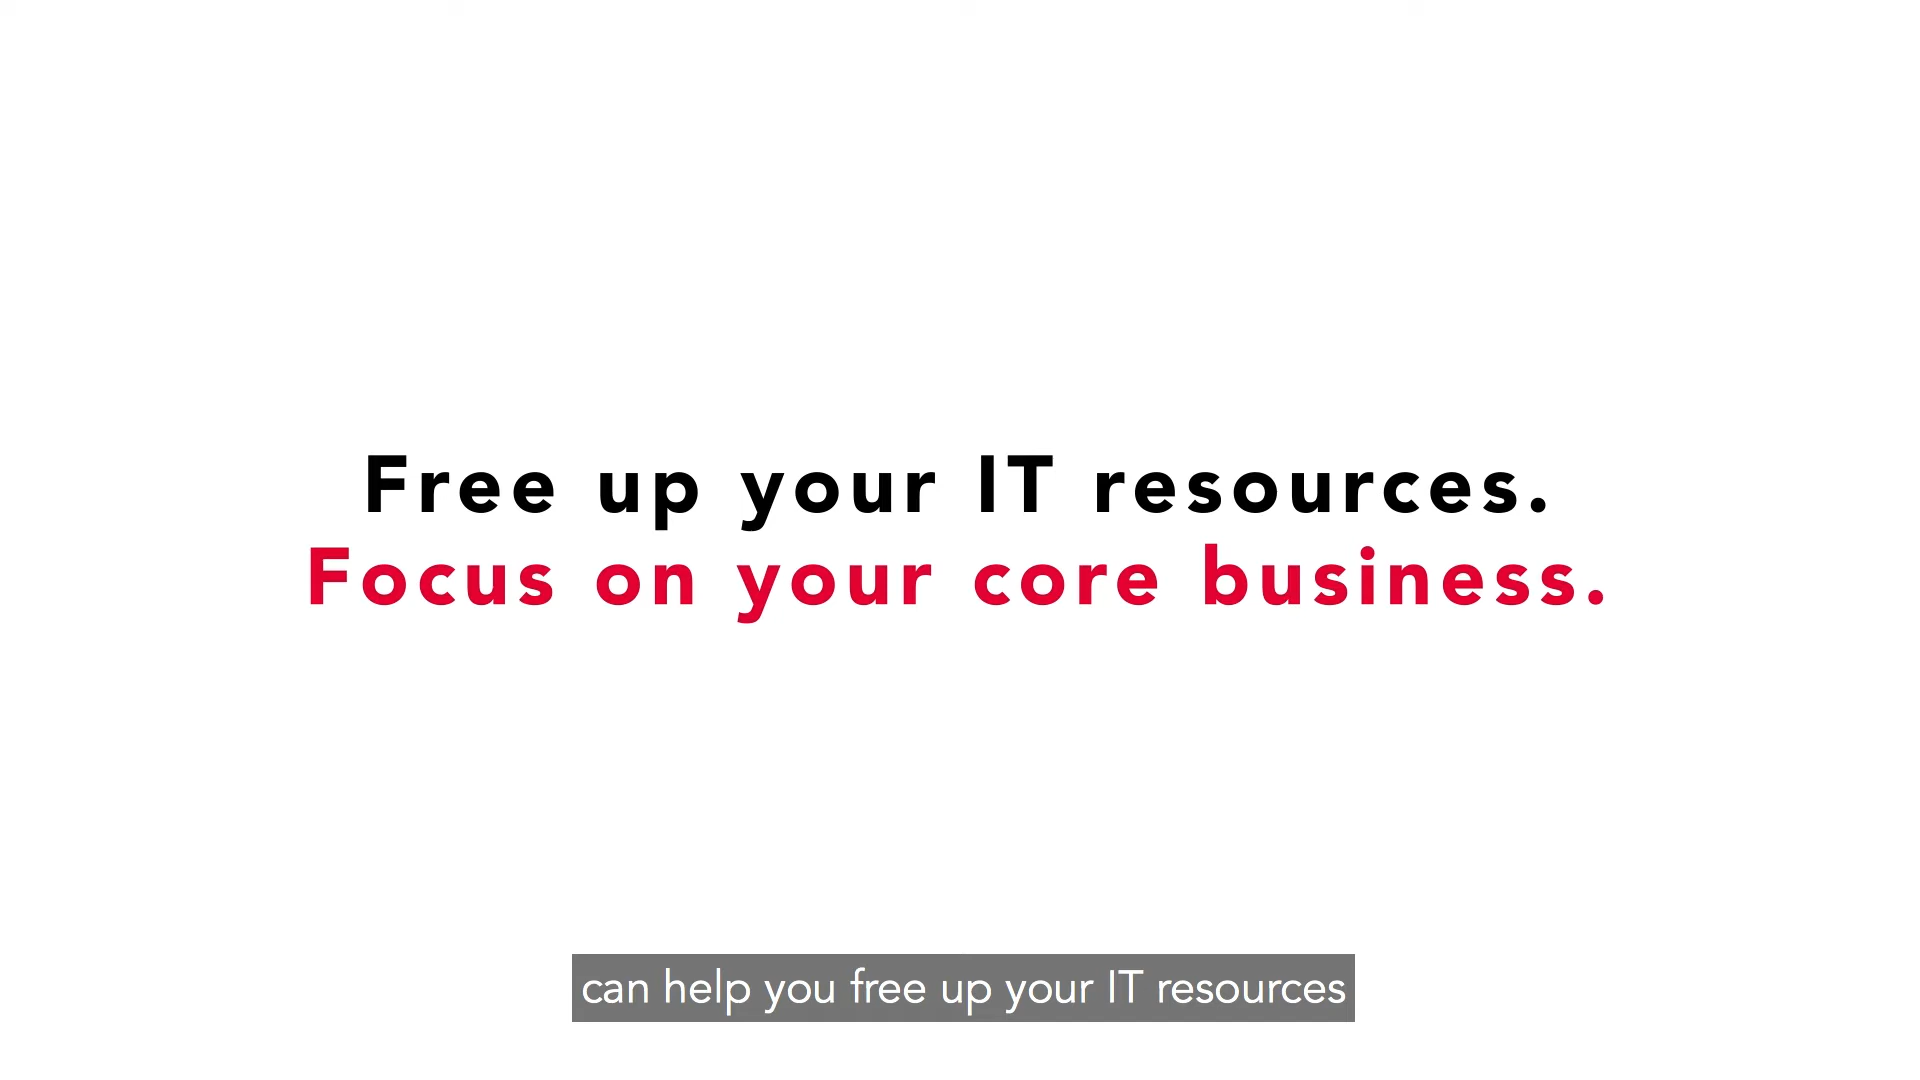 Free up your IT resources.
Focus on your core business.
can help you free up your IT resources